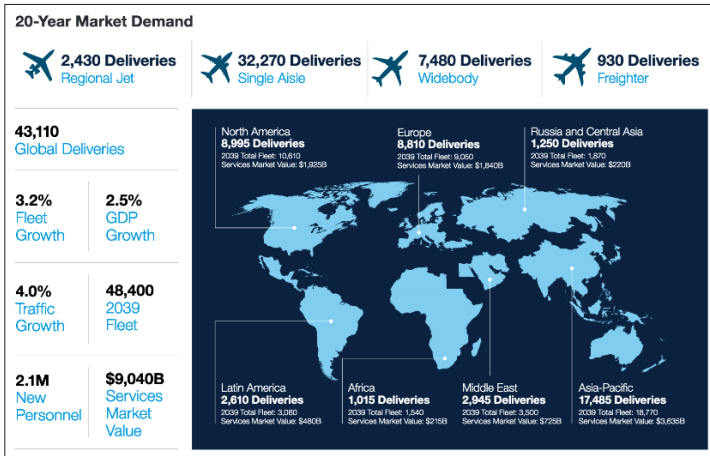 20-Year Market Demand
2,430 Deliveries
Regional Jet
32,270 Deliveries
Single Aisle
7,480 Deliveries
Widebody
930 Deliveries
Freighter
43,110
Global Deliveries
3.2%
Fleet
Growth
2.5%
GDP
Growth
4.0%
Traffic
Growth
48,400
2039
Fleet
2.1M
New
Personnel
$9,040B
Services
Market
Value
North America
8,995 Deliveries
2039 Total Fleet: 10,610
Services Market Value: $1,925B
Europe
8,810 Deliveries
2039 Total Fleet: 9,050
Services Market Value: $1,840B
Russia and Central Asia
1,250 Deliveries
2039 Total Fleet: 1,870
Services Market Value: $220B
Latin America
2,610 Deliveries
2039 Total Fleet: 3,080
Services Market Value: $480B
Africa
1,015 Deliveries
2039 Total Fleet: 1,540
Services Market Value: $215B
Middle East
2,945 Deliveries
2039 Total Fleet: 3,500
Services Market Value: $725B
Asia-Pacific
17,485 Deliveries
2039 Total Fleet: 18,770
Services Market Value: $3,635B